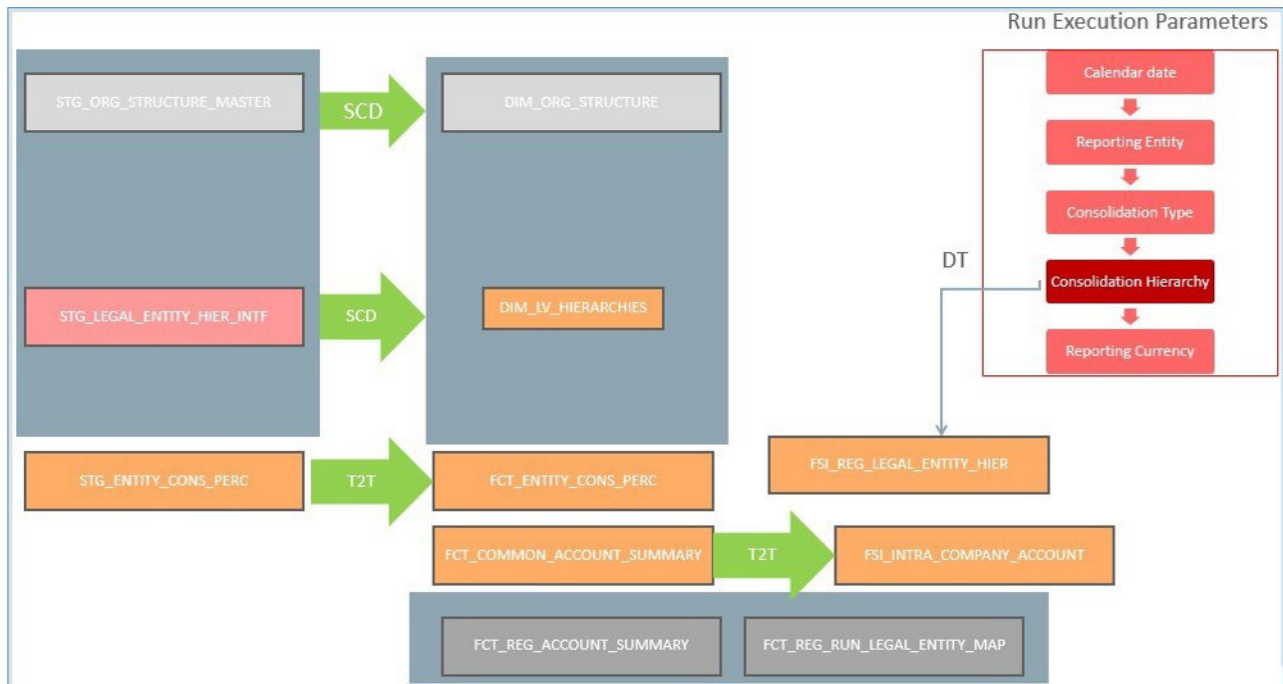 Run Execution Parameters
STG_ORG_STRUCTURE_MASTER
SCD
DIM_ORG_STRUCTURE
Calendar date
Reporting Entity
Consolidation Type
DT
Consolidation Hierarchy
STG_LEGAL_ENTITY_HIER_INTF
SCD
DIM_LV_HIERARCHIES
Reporting Currency
FSI_REG_LEGAL_ENTITY_HIER
STG_ENTITY_CONS_PERC
T2T
FCT_ENTITY_CONS_PERC
FCT_COMMON_ACCOUNT_SUMMARY
T2T
FSI_INTRA_COMPANY_ACCOUNT
FCT_REG_ACCOUNT_SUMMARY
FCT_REG_RUN_LEGAL_ENTITY_MAP